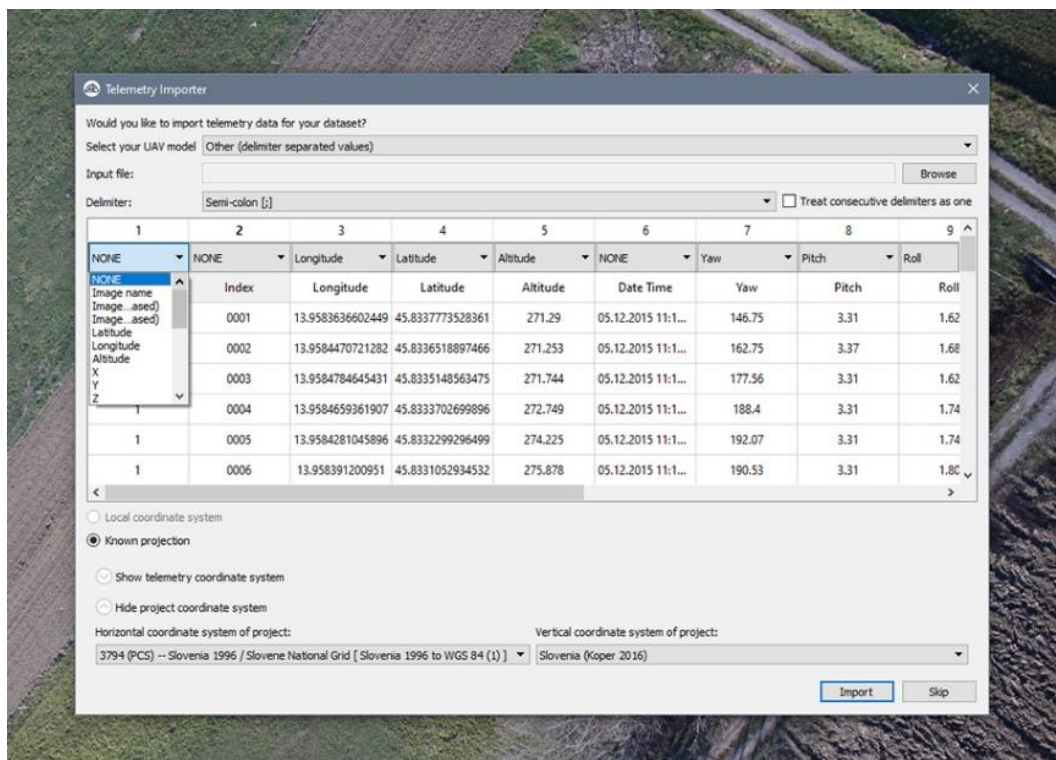 Telemetry Importer
Would you like to import telemetry data for your dataset?
Select your UAV model Other (delimiter separated values)
Input file: Browse
Delimiter: Semi-colon [;] Treat consecutive delimiters as one
1 2 3 4 5 6 7 8 9
NONE NONE Longitude Latitude Altitude NONE Yaw Pitch Roll
NONE
Image name
Image...ased)
Image...ased)
Latitude
Longitude
Altitude
X
Y
Z
Index Longitude Latitude Altitude Date Time Yaw Pitch Roll
0001 13.9583636602449 45.8337773528361 271.29 05.12.2015 11:1... 146.75 3.31 1.62
0002 13.9584470721282 45.8336518897466 271.253 05.12.2015 11:1... 162.75 3.37 1.68
0003 13.9584784645431 45.8335148563475 271.744 05.12.2015 11:1... 177.56 3.31 1.62
1 0004 13.9584659361907 45.8333702699896 272.749 05.12.2015 11:1... 188.4 3.31 1.74
1 0005 13.9584281045896 45.8332299296499 274.225 05.12.2015 11:1... 192.07 3.31 1.74
1 0006 13.958391200951 45.8331052934532 275.878 05.12.2015 11:1... 190.53 3.31 1.80
Local coordinate system
Known projection
Show telemetry coordinate system
Hide project coordinate system
Horizontal coordinate system of project: Vertical coordinate system of project:
3794 (PCS) -- Slovenia 1996 / Slovene National Grid [ Slovenia 1996 to WGS 84 (1) ] Slovenia (Koper 2016)
Import Skip